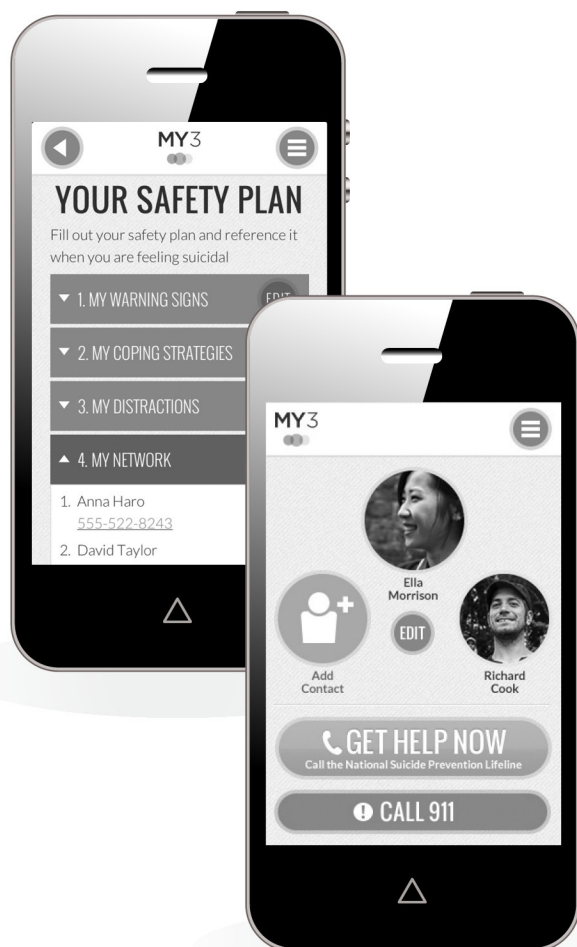 MY3
YOUR SAFETY PLAN
Fill out your safety plan and reference it
when you are feeling suicidal
1. MY WARNING SIGNS
2. MY COPING STRATEGIES
3. MY DISTRACTIONS
4. MY NETWORK
1. Anna Haro
555-522-8243
2. David Taylor
MY3
Ella
Morrison
EDIT
Add
Contact
Richard
Cook
GET HELP NOW
Call the National Suicide Prevention Lifeline
CALL 911